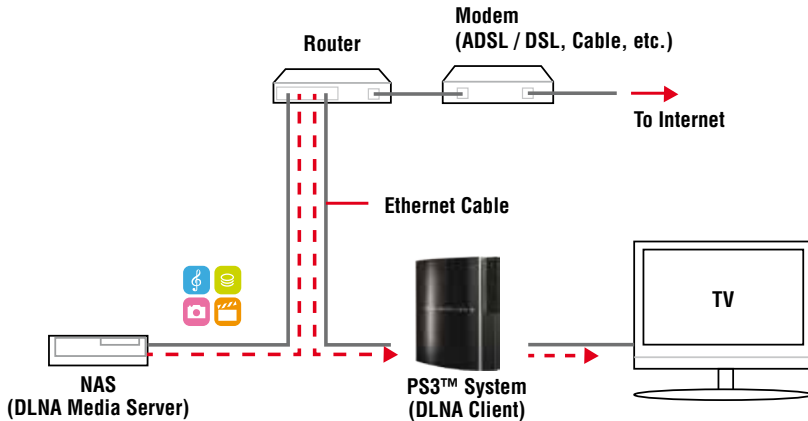 Modem
(ADSL / DSL, Cable, etc.)
Router
To Internet
Ethernet Cable
TV
NAS
(DLNA Media Server)
PS3™ System
(DLNA Client)